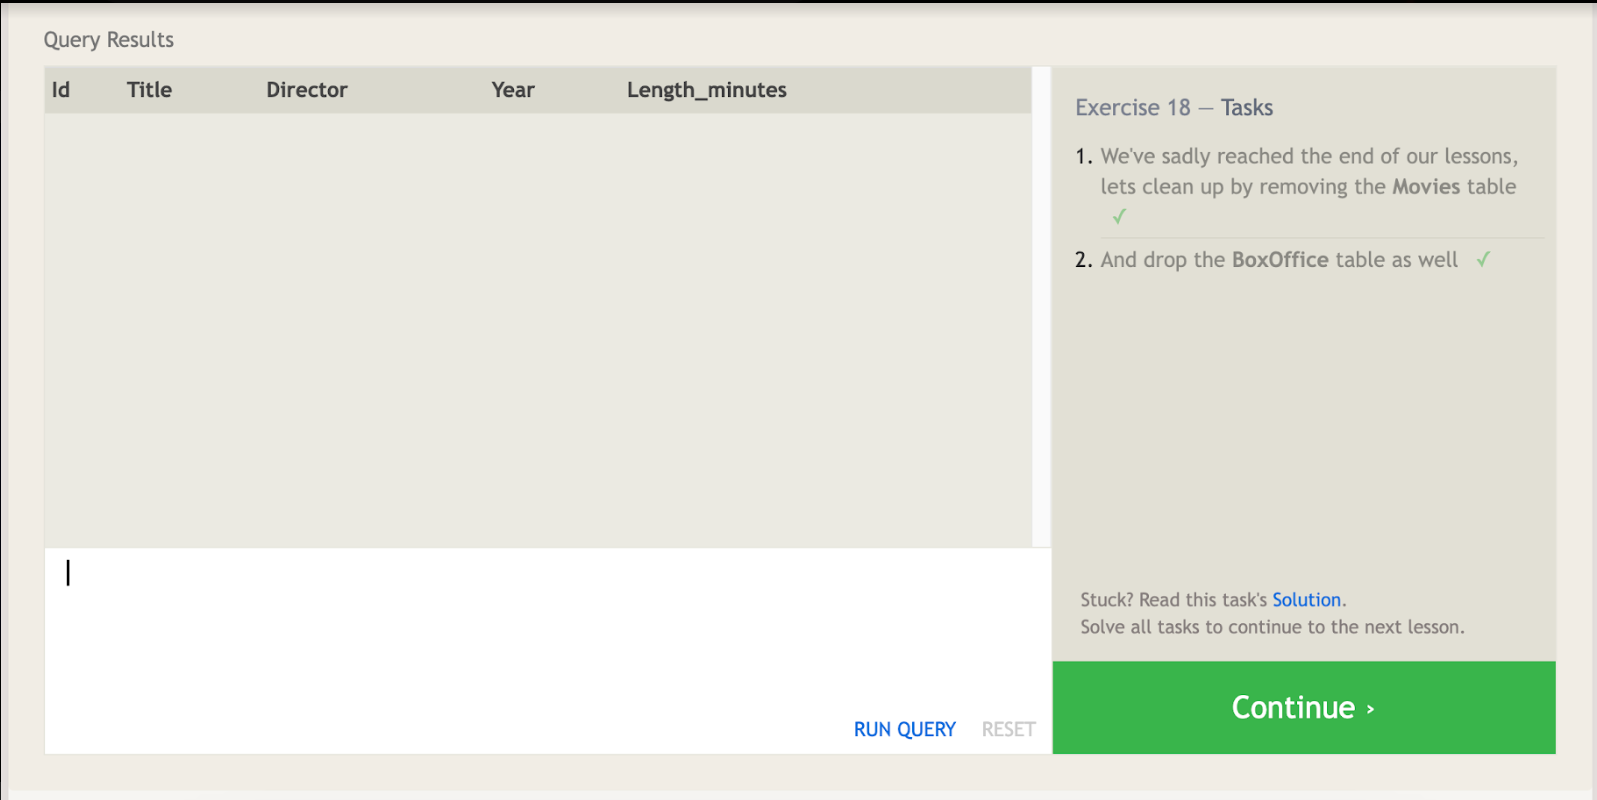 Query Results
Id Title Director Year Length_minutes
Exercise 18 — Tasks
1. We've sadly reached the end of our lessons,
lets clean up by removing the Movies table
✓
2. And drop the BoxOffice table as well ✓
Stuck? Read this task's Solution.
Solve all tasks to continue to the next lesson.
RUN QUERY RESET
Continue ›